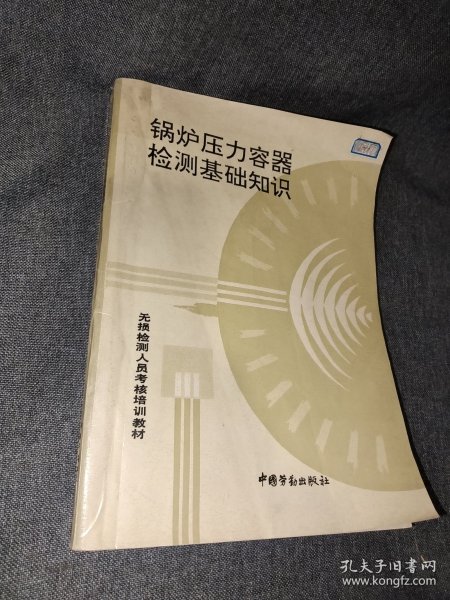 锅炉压力容器
检测基础知识
无损检测人员考核培训教材
中国劳动出版社
孔夫子旧书网
www.kongfz.com